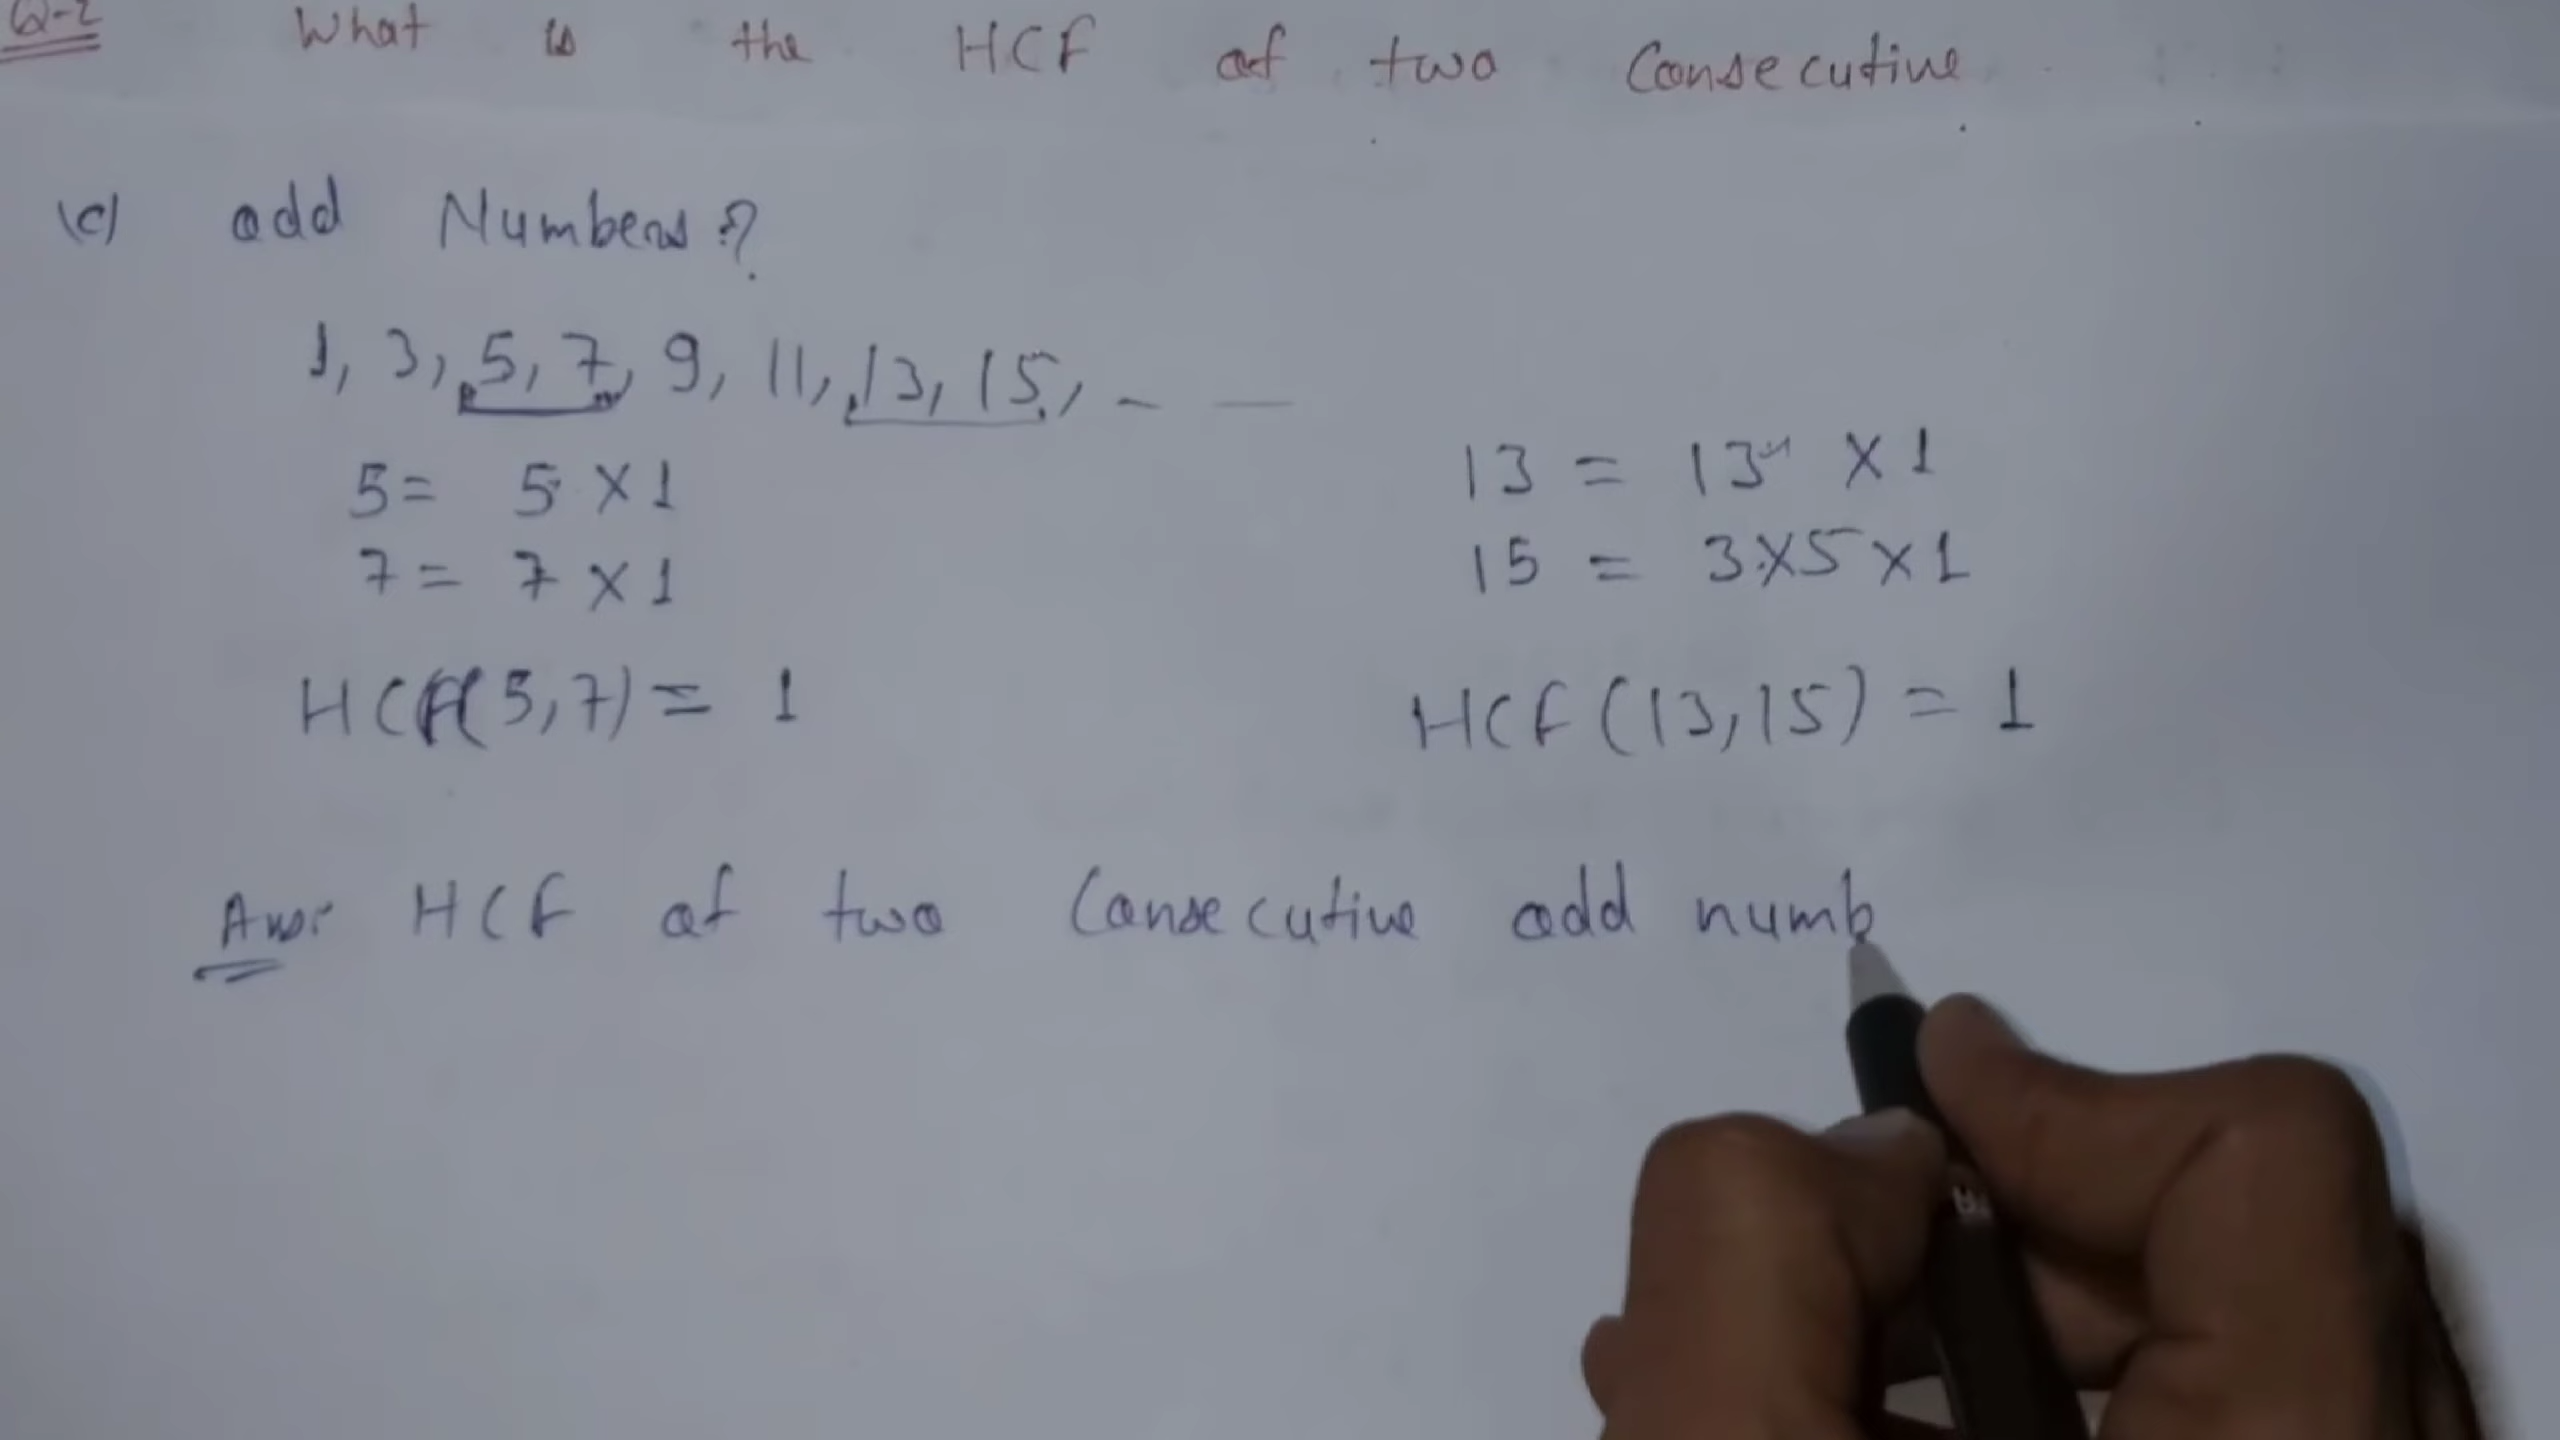 Q-2 What is the HCF of two Consecutive
(c) odd Numbers?
1, 3, 5, 7, 9, 11, 13, 15, - -
5 = 5 × 1
7 = 7 × 1
HCF(5,7) = 1
13 = 13 × 1
15 = 3×5×1
HCF (13,15) = 1
Ans: HCF of two Consecutive odd numb